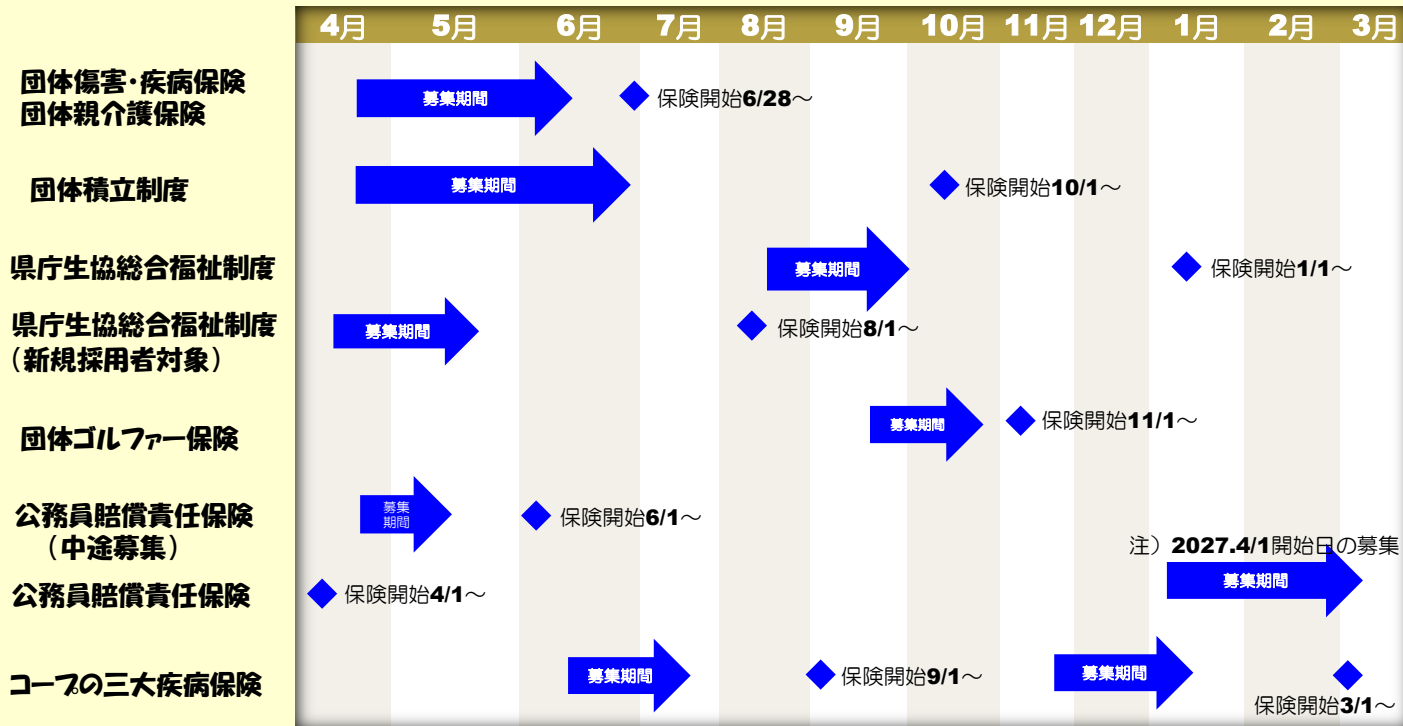 4月 5月 6月 7月 8月 9月 10月 11月 12月 1月 2月 3月
団体傷害・疾病保険
団体親介護保険
募集期間
保険開始6/28～
団体積立制度
募集期間
保険開始10/1～
県庁生協総合福祉制度
募集期間
保険開始1/1～
県庁生協総合福祉制度
（新規採用者対象）
募集期間
保険開始8/1～
団体ゴルファー保険
募集期間
保険開始11/1～
公務員賠償責任保険
（中途募集）
募集
期間
保険開始6/1～
注）2027.4/1開始日の募集
公務員賠償責任保険
保険開始4/1～
募集期間
コープの三大疾病保険
募集期間
保険開始9/1～
募集期間
保険開始3/1～